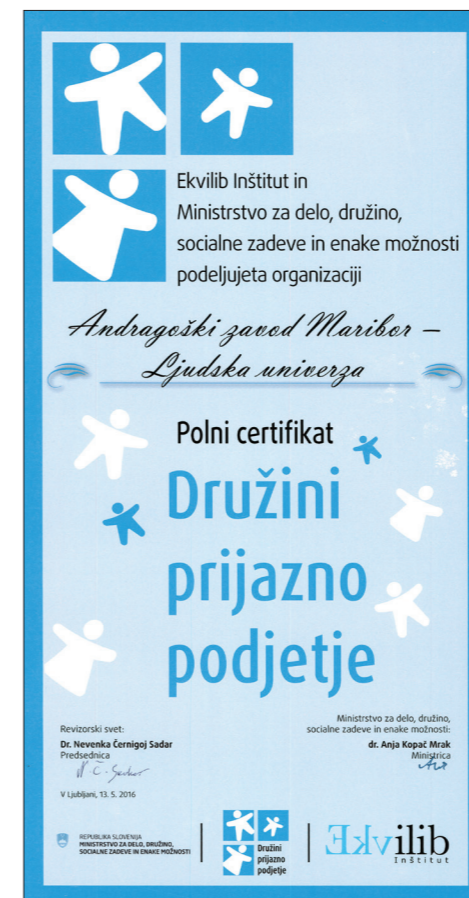 Ekvilib Inštitut in
Ministrstvo za delo, družino,
socialne zadeve in enake možnosti
podeljujeta organizaciji
Andragoški zavod Maribor –
Ljudska univerza
Polni certifikat
Družini
prijazno
podjetje
Revizorski svet:
Dr. Nevenka Černigoj Sadar
Predsednica
N. Č. Sadar
V Ljubljani, 13. 5. 2016
Ministrstvo za delo, družino,
socialne zadeve in enake možnosti:
dr. Anja Kopač Mrak
Ministrica
REPUBLIKA SLOVENIJA
MINISTRSTVO ZA DELO, DRUŽINO,
SOCIALNE ZADEVE IN ENAKE MOŽNOSTI
Družini
prijazno
podjetje
Ekvilib
Inštitut